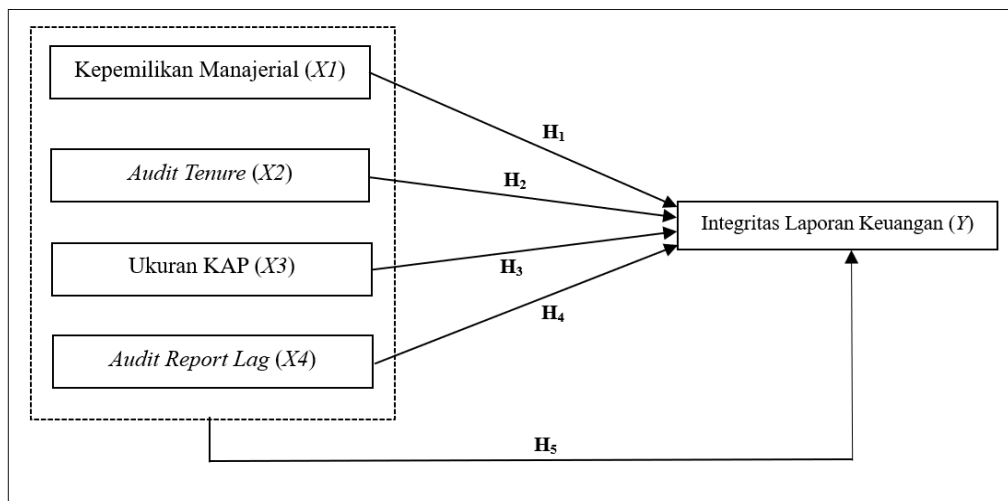 Kepemilikan Manajerial (X1)
H₁
Audit Tenure (X2)
H₂
Integritas Laporan Keuangan (Y)
Ukuran KAP (X3)
H₃
H₄
Audit Report Lag (X4)
H₅